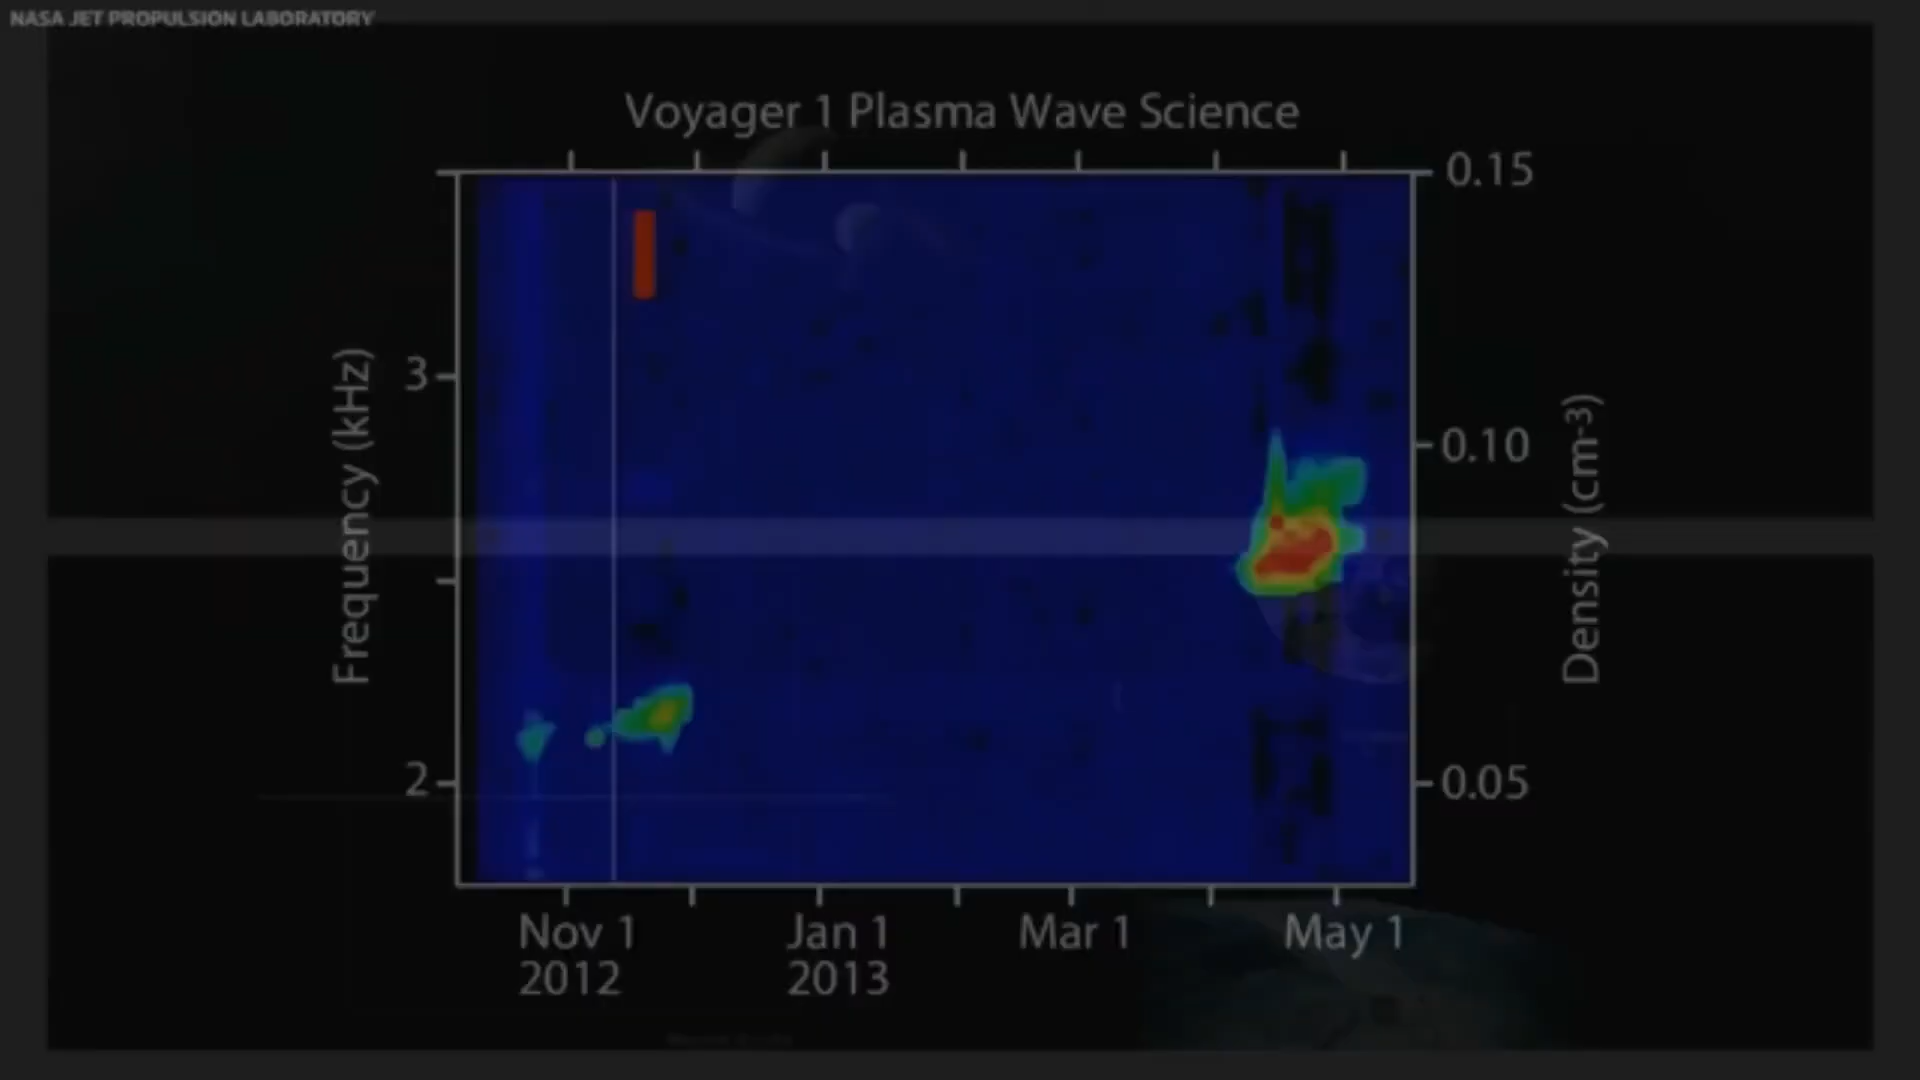 NASA JET PROPULSION LABORATORY
Voyager 1 Plasma Wave Science
0.15
3
0.10
Frequency (kHz)
Density (cm-3)
2
0.05
Nov 1
2012
Jan 1
2013
Mar 1
May 1